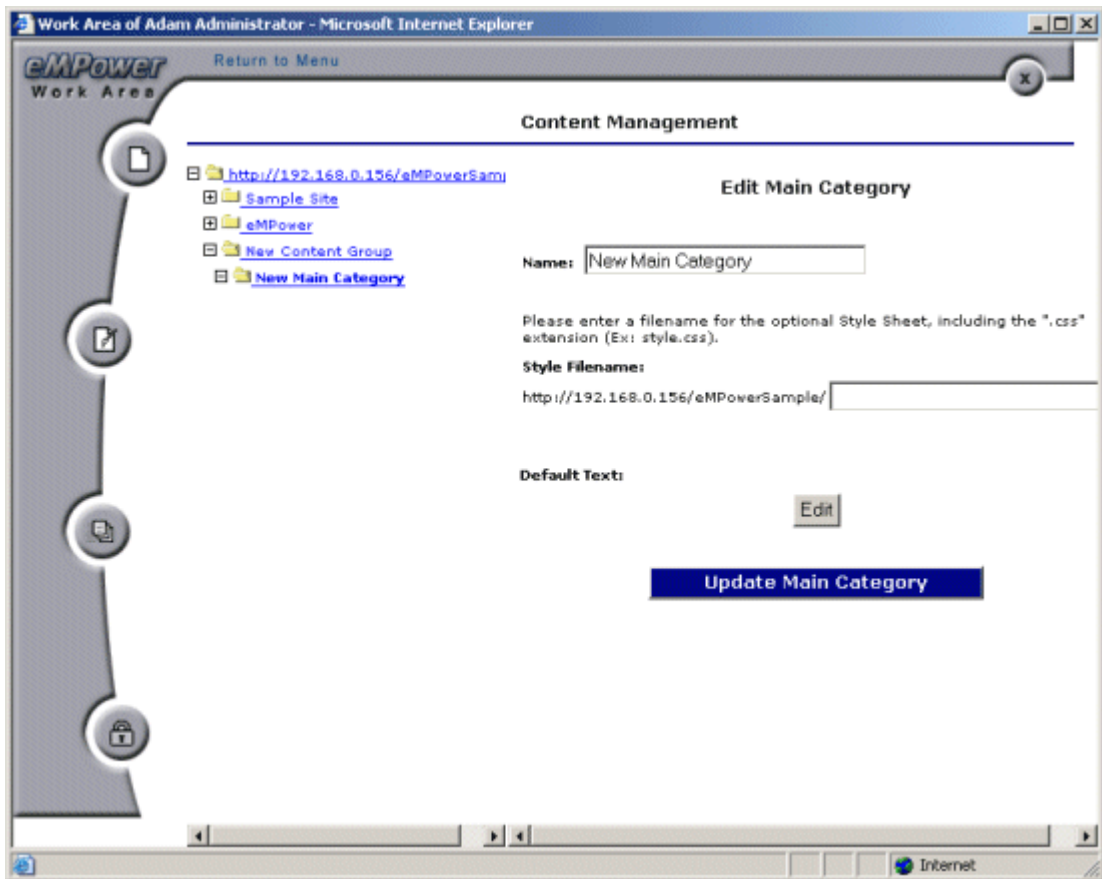 Work Area of Adam Administrator - Microsoft Internet Explorer
eMPower
Work Area
Return to Menu
x
Content Management
http://192.168.0.156/eMPowerSam
Sample Site
eMPower
New Content Group
New Main Category
Edit Main Category
Name: New Main Category
Please enter a filename for the optional Style Sheet, including the ".css"
extension (Ex: style.css).
Style Filename:
http://192.168.0.156/eMPowerSample/
Default Text:
Edit
Update Main Category
Internet